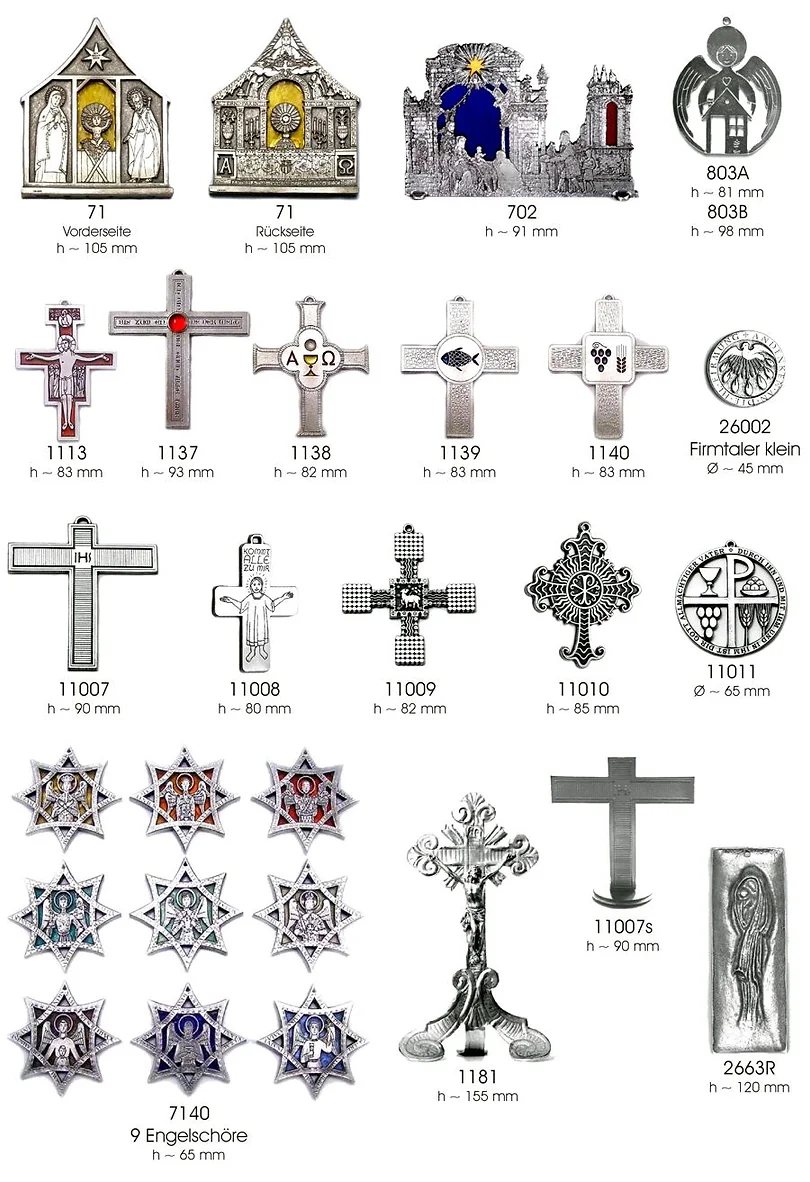 71
Vorderseite
h ~ 105 mm
71
Rückseite
h ~ 105 mm
702
h ~ 91 mm
803A
h ~ 81 mm
803B
h ~ 98 mm
1113
h ~ 83 mm
1137
h ~ 93 mm
A Ω
1138
h ~ 82 mm
1139
h ~ 83 mm
1140
h ~ 83 mm
26002
Firmtaler klein
Ø ~ 45 mm
IHS
11007
h ~ 90 mm
KOMMT
ALLE
ZU MIR
11008
h ~ 80 mm
11009
h ~ 82 mm
11010
h ~ 85 mm
DURCH IHN UND MIT IHM UND IN IHM IST DIR GOTT ALLMÄCHTIGER VATER
11011
Ø ~ 65 mm
7140
9 Engelschöre
h ~ 65 mm
1181
h ~ 155 mm
11007s
h ~ 90 mm
2663R
h ~ 120 mm